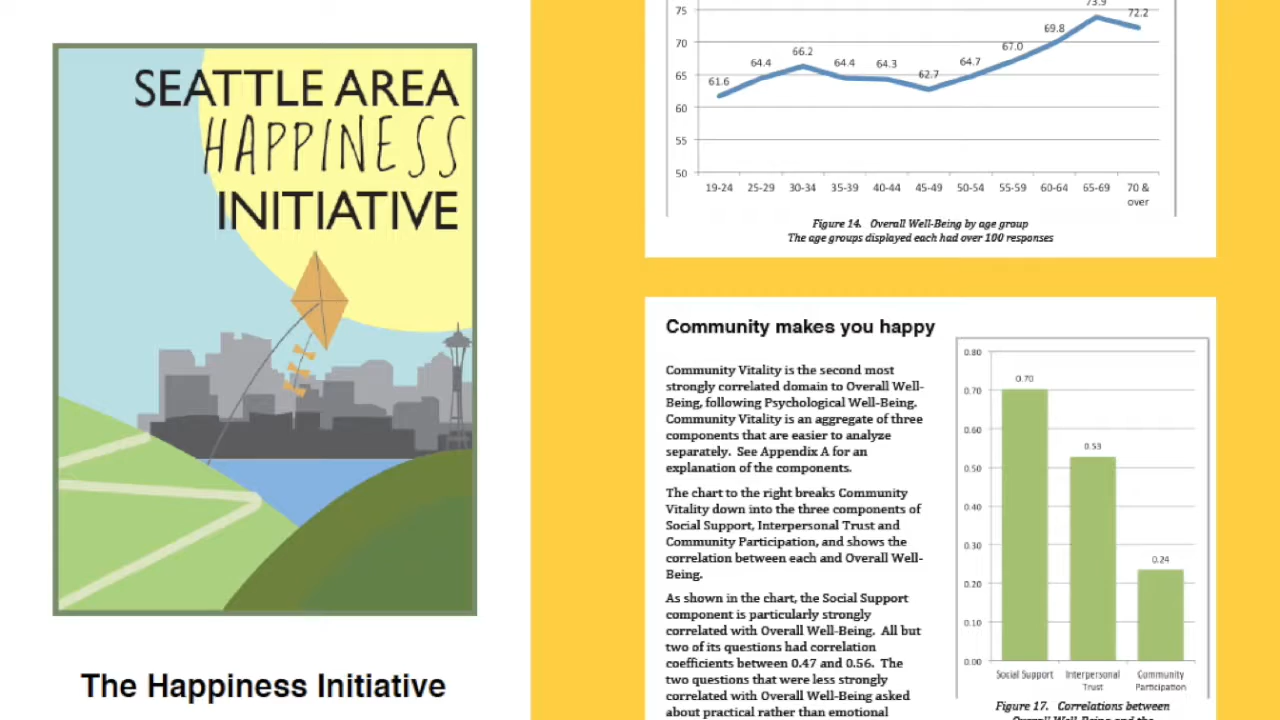 SEATTLE AREA
HAPPINESS
INITIATIVE
The Happiness Initiative
75
70
65
60
55
50
61.6
64.4
66.2
64.4
64.3
62.7
64.7
67.0
69.8
73.9
72.2
19-24 25-29 30-34 35-39 40-44 45-49 50-54 55-59 60-64 65-69 70 &
over
Figure 14. Overall Well-Being by age group
The age groups displayed each had over 100 responses
Community makes you happy
Community Vitality is the second most
strongly correlated domain to Overall Well-
Being, following Psychological Well-Being.
Community Vitality is an aggregate of three
components that are easier to analyze
separately. See Appendix A for an
explanation of the components.
The chart to the right breaks Community
Vitality down into the three components of
Social Support, Interpersonal Trust and
Community Participation, and shows the
correlation between each and Overall Well-
Being.
As shown in the chart, the Social Support
component is particularly strongly
correlated with Overall Well-Being. All but
two of its questions had correlation
coefficients between 0.47 and 0.56. The
two questions that were less strongly
correlated with Overall Well-Being asked
about practical rather than emotional
0.80
0.70
0.60
0.50
0.40
0.30
0.20
0.10
0.00
0.70
0.53
0.24
Social Support Interpersonal Community
Trust Participation
Figure 17. Correlations between
Overall Well-Being and the